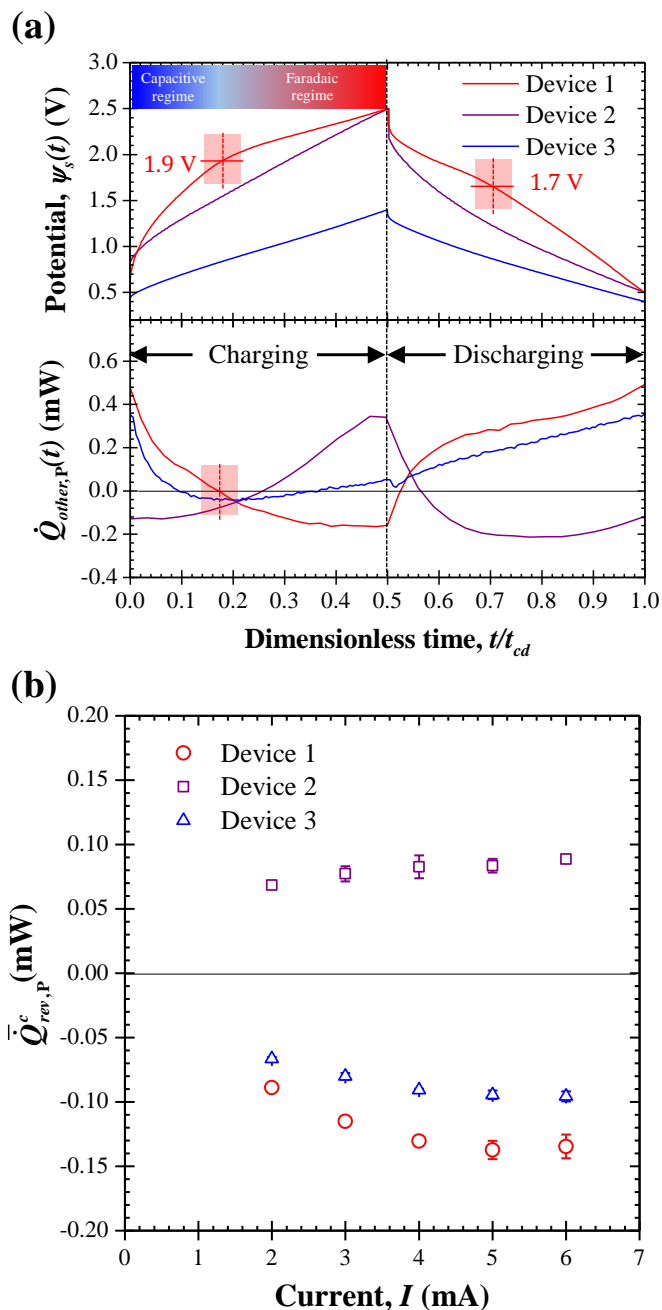 (a)
Potential, ψs(t) (V)
3.0
2.5
2.0
1.5
1.0
0.5
Capacitive regime
Faradaic regime
Device 1
Device 2
Device 3
1.9 V
1.7 V
Q̇other,P(t) (mW)
0.6
0.4
0.2
0.0
-0.2
-0.4
Charging
Discharging
0.0 0.1 0.2 0.3 0.4 0.5 0.6 0.7 0.8 0.9 1.0
Dimensionless time, t/tcd
(b)
Q̇̄ᶜrev,P (mW)
0.20
0.15
0.10
0.05
0.00
-0.05
-0.10
-0.15
-0.20
Device 1
Device 2
Device 3
0 1 2 3 4 5 6 7
Current, I (mA)